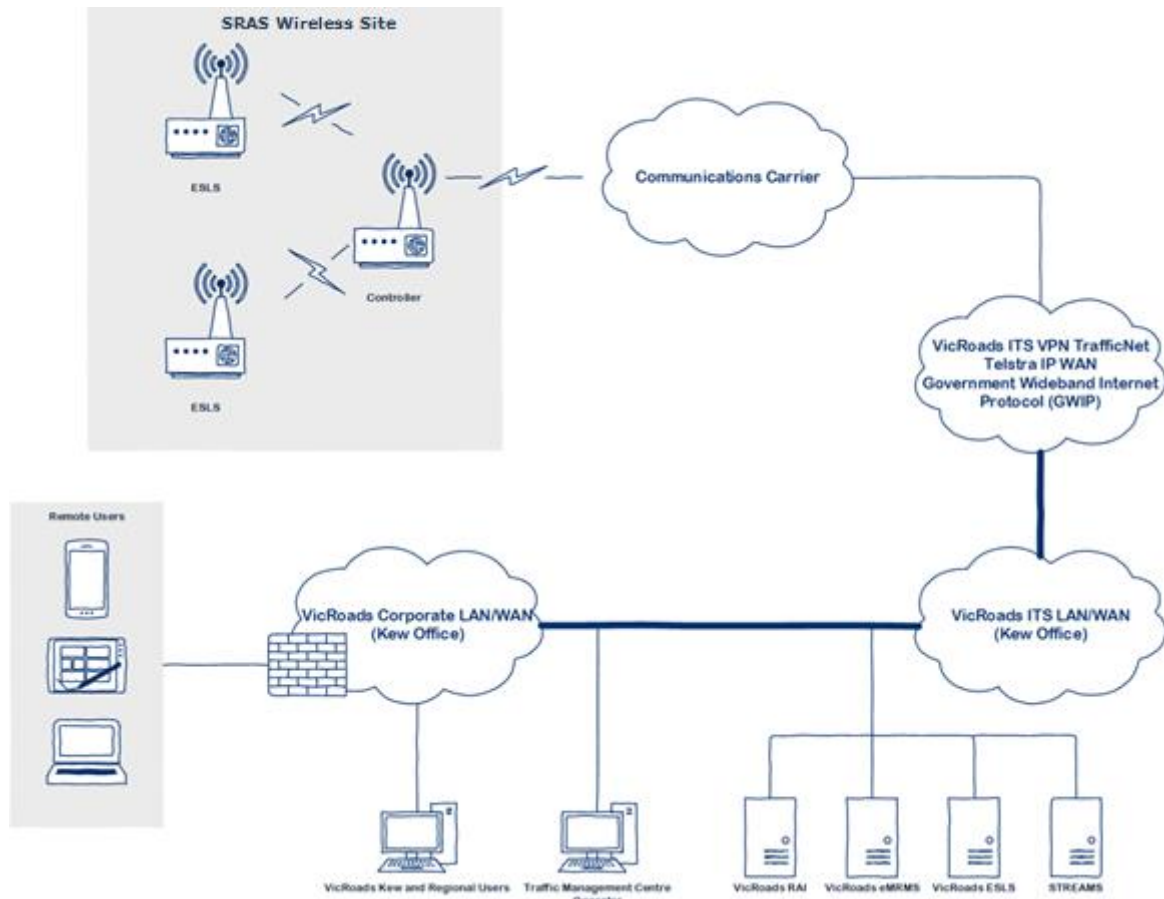 SRAS Wireless Site
ESLS
Communications Carrier
Controller
ESLS
VicRoads ITS VPN TrafficNet
Telstra IP WAN
Government Wideband Internet
Protocol (GWIP)
Remote Users
VicRoads Corporate LAN/WAN
(Kew Office)
VicRoads ITS LAN/WAN
(Kew Office)
VicRoads Kew and Regional Users
Traffic Management Centre
VicRoads RAI
VicRoads eMRMS
VicRoads ESLS
STREAMS